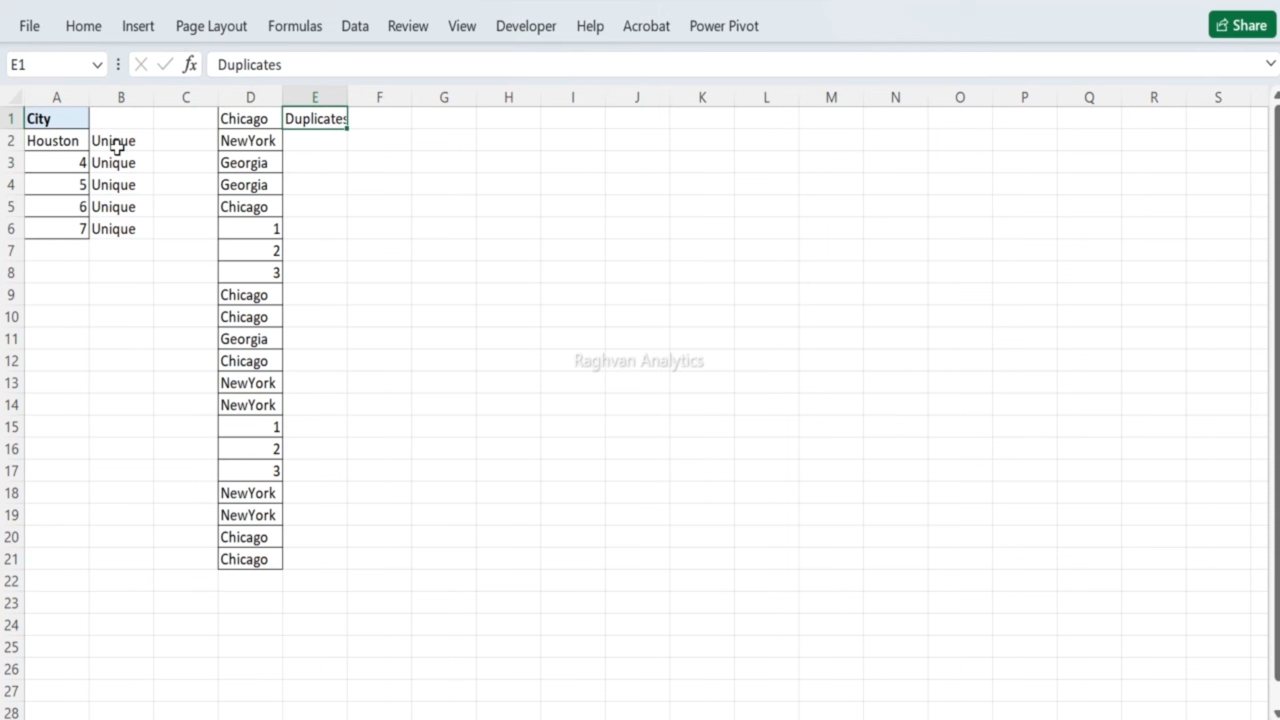 File Home Insert Page Layout Formulas Data Review View Developer Help Acrobat Power Pivot Share
E1 fx Duplicates
A B C D E F G H I J K L M N O P Q R S
1 City Chicago Duplicates
2 Houston Unique NewYork
3 4 Unique Georgia
4 5 Unique Georgia
5 6 Unique Chicago
6 7 Unique 1
7 2
8 3
9 Chicago
10 Chicago
11 Georgia
12 Chicago
Raghvan Analytics
13 NewYork
14 NewYork
15 1
16 2
17 3
18 NewYork
19 NewYork
20 Chicago
21 Chicago
22
23
24
25
26
27
28